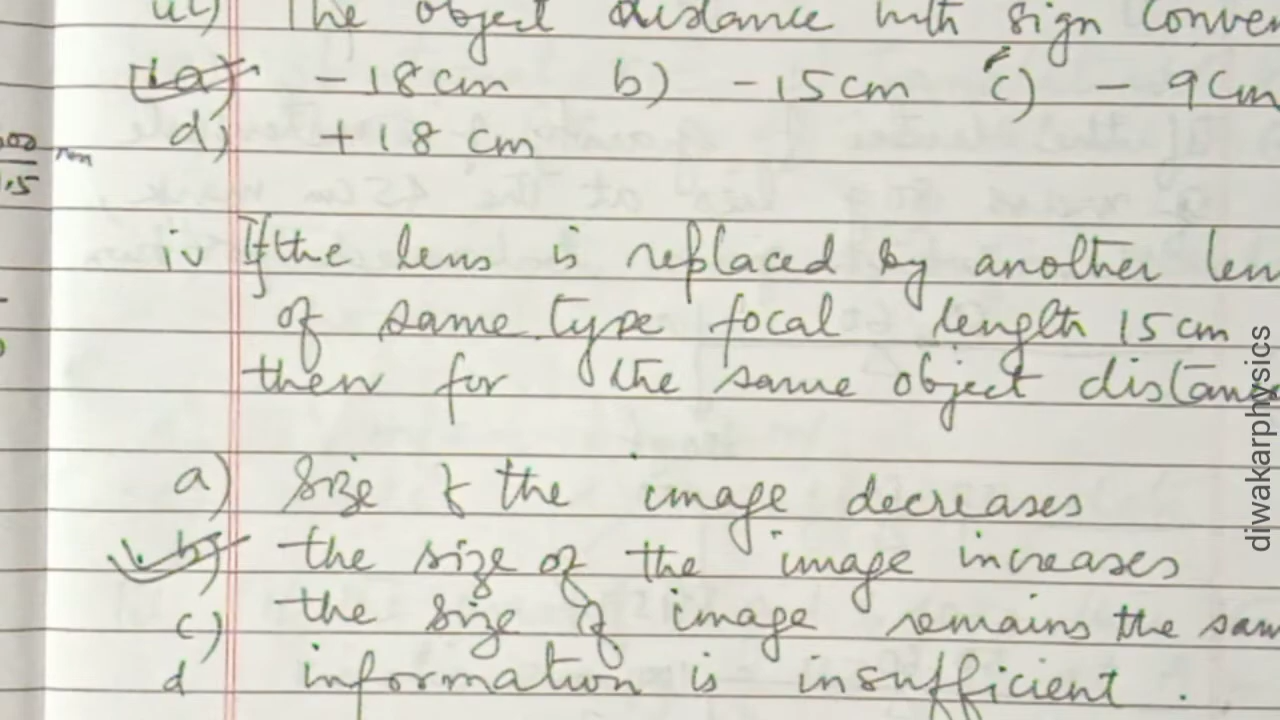 iii) The object distance with sign Conven
a) - 18 cm b) - 15 cm c) - 9 cm
d) + 18 cm
iv If the lens is replaced by another len
of same type focal length 15 cm
then for the same object distance
a) Size of the image decreases
b) the size of the image increases
c) the size of image remains the sam
d information is insufficient .
diwakarphysics